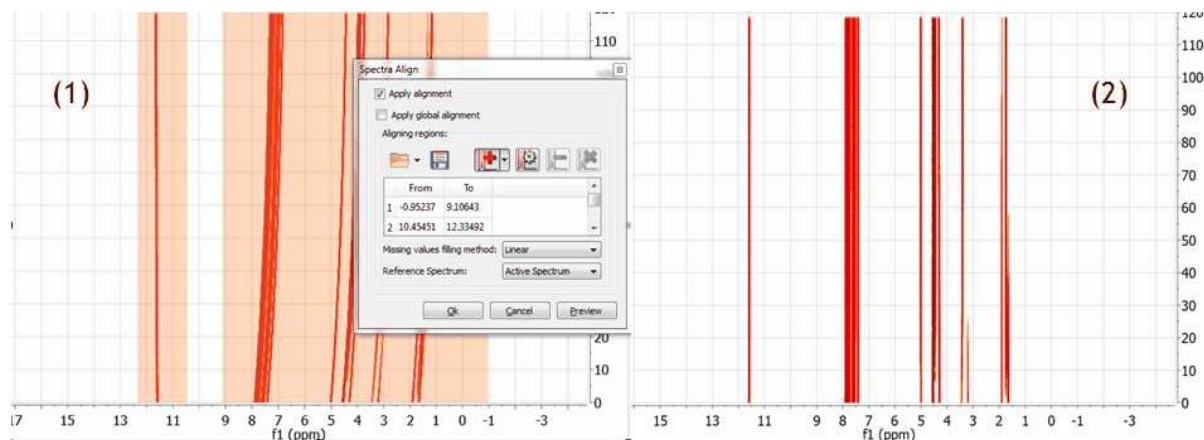 (1)
Spectra Align
Apply alignment
Apply global alignment
Aligning regions:
From To
1 -0.95237 9.10643
2 10.45451 12.33492
Missing values filling method: Linear
Reference Spectrum: Active Spectrum
Ok Cancel Preview
110
20
10
0
17 15 13 11 9 8 7 6 5 4 3 2 1 0 -1 -3
f1 (ppm)
(2)
120
110
100
90
80
70
60
50
40
30
20
10
0
15 13 11 9 8 7 6 5 4 3 2 1 0 -1 -3
f1 (ppm)